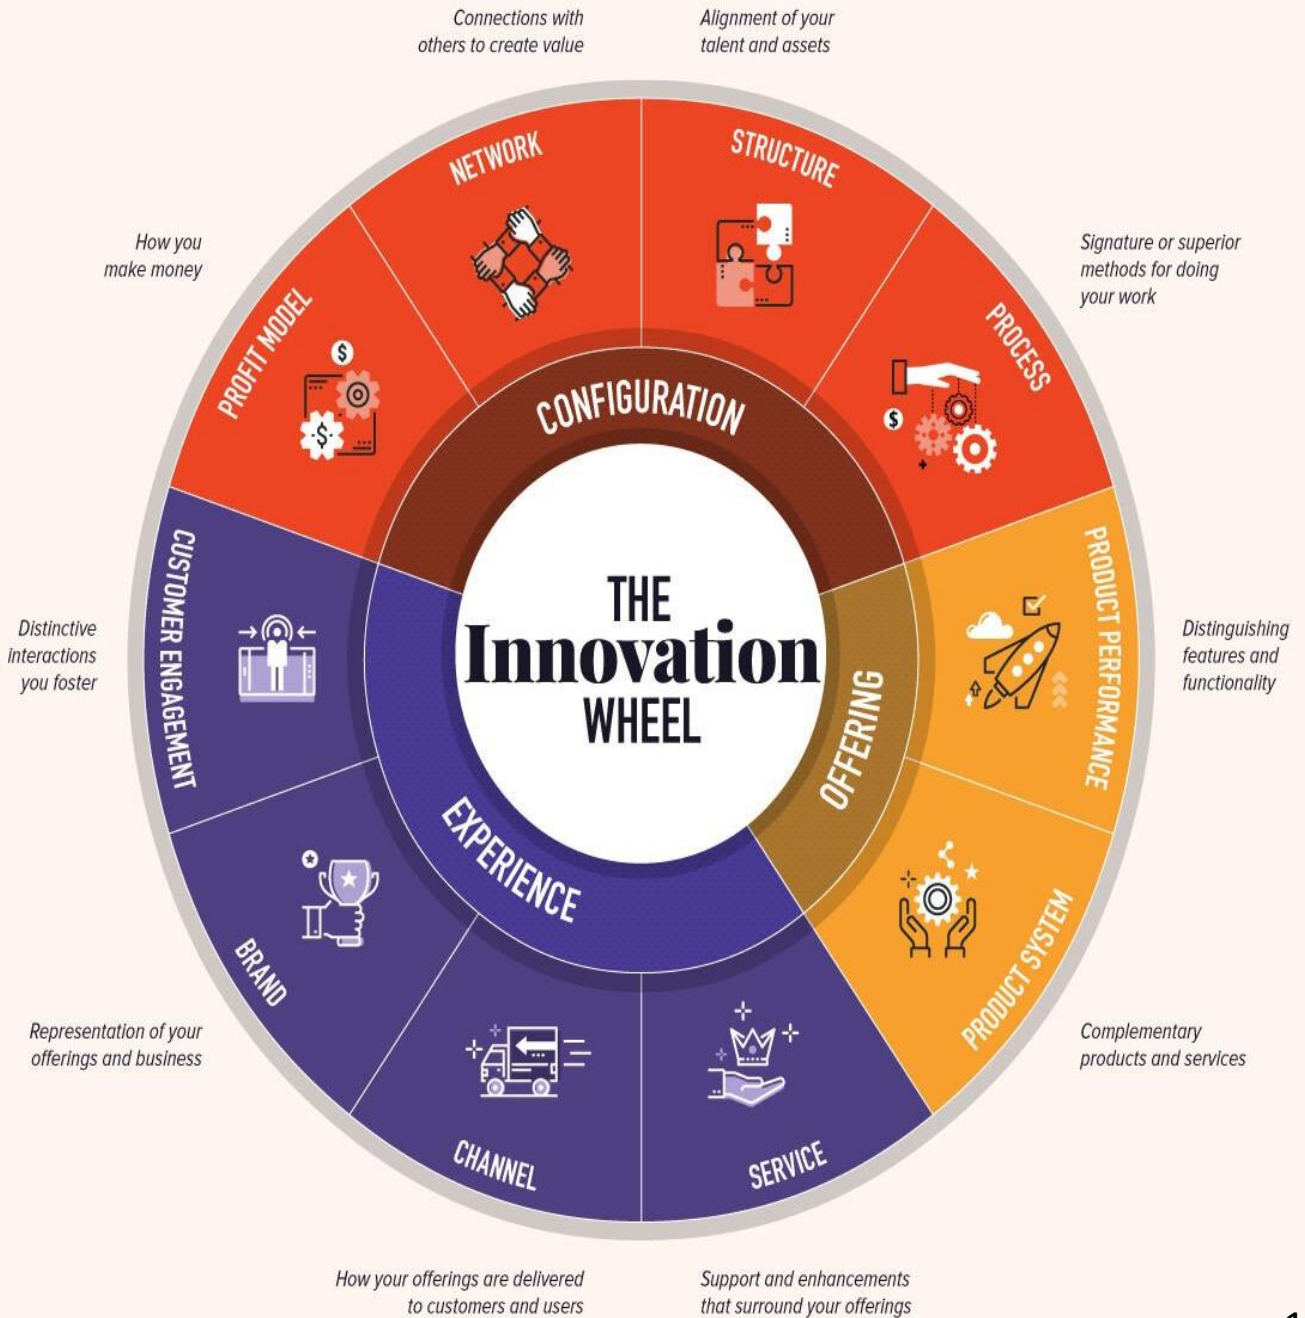 Connections with
others to create value
Alignment of your
talent and assets
NETWORK
STRUCTURE
How you
make money
Signature or superior
methods for doing
your work
PROFIT MODEL
PROCESS
$
$
$
CONFIGURATION
CUSTOMER ENGAGEMENT
PRODUCT PERFORMANCE
THE
Innovation
WHEEL
Distinctive
interactions
you foster
Distinguishing
features and
functionality
OFFERING
EXPERIENCE
BRAND
PRODUCT SYSTEM
Representation of your
offerings and business
Complementary
products and services
CHANNEL
SERVICE
How your offerings are delivered
to customers and users
Support and enhancements
that surround your offerings